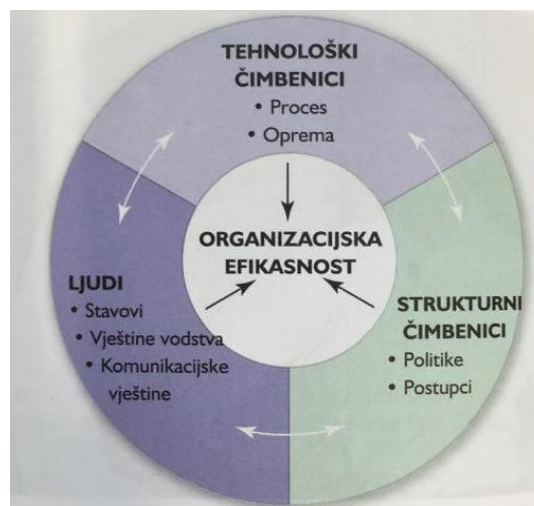 TEHNOLOŠKI
ČIMBENICI
• Proces
• Oprema
ORGANIZACIJSKA
EFIKASNOST
LJUDI
• Stavovi
• Vještine vodstva
• Komunikacijske
vještine
STRUKTURNI
ČIMBENICI
• Politike
• Postupci